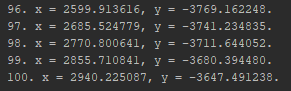 96. x = 2599.913616, y = -3769.162248.
97. x = 2685.524779, y = -3741.234835.
98. x = 2770.800641, y = -3711.644052.
99. x = 2855.710841, y = -3680.394480.
100. x = 2940.225087, y = -3647.491238.